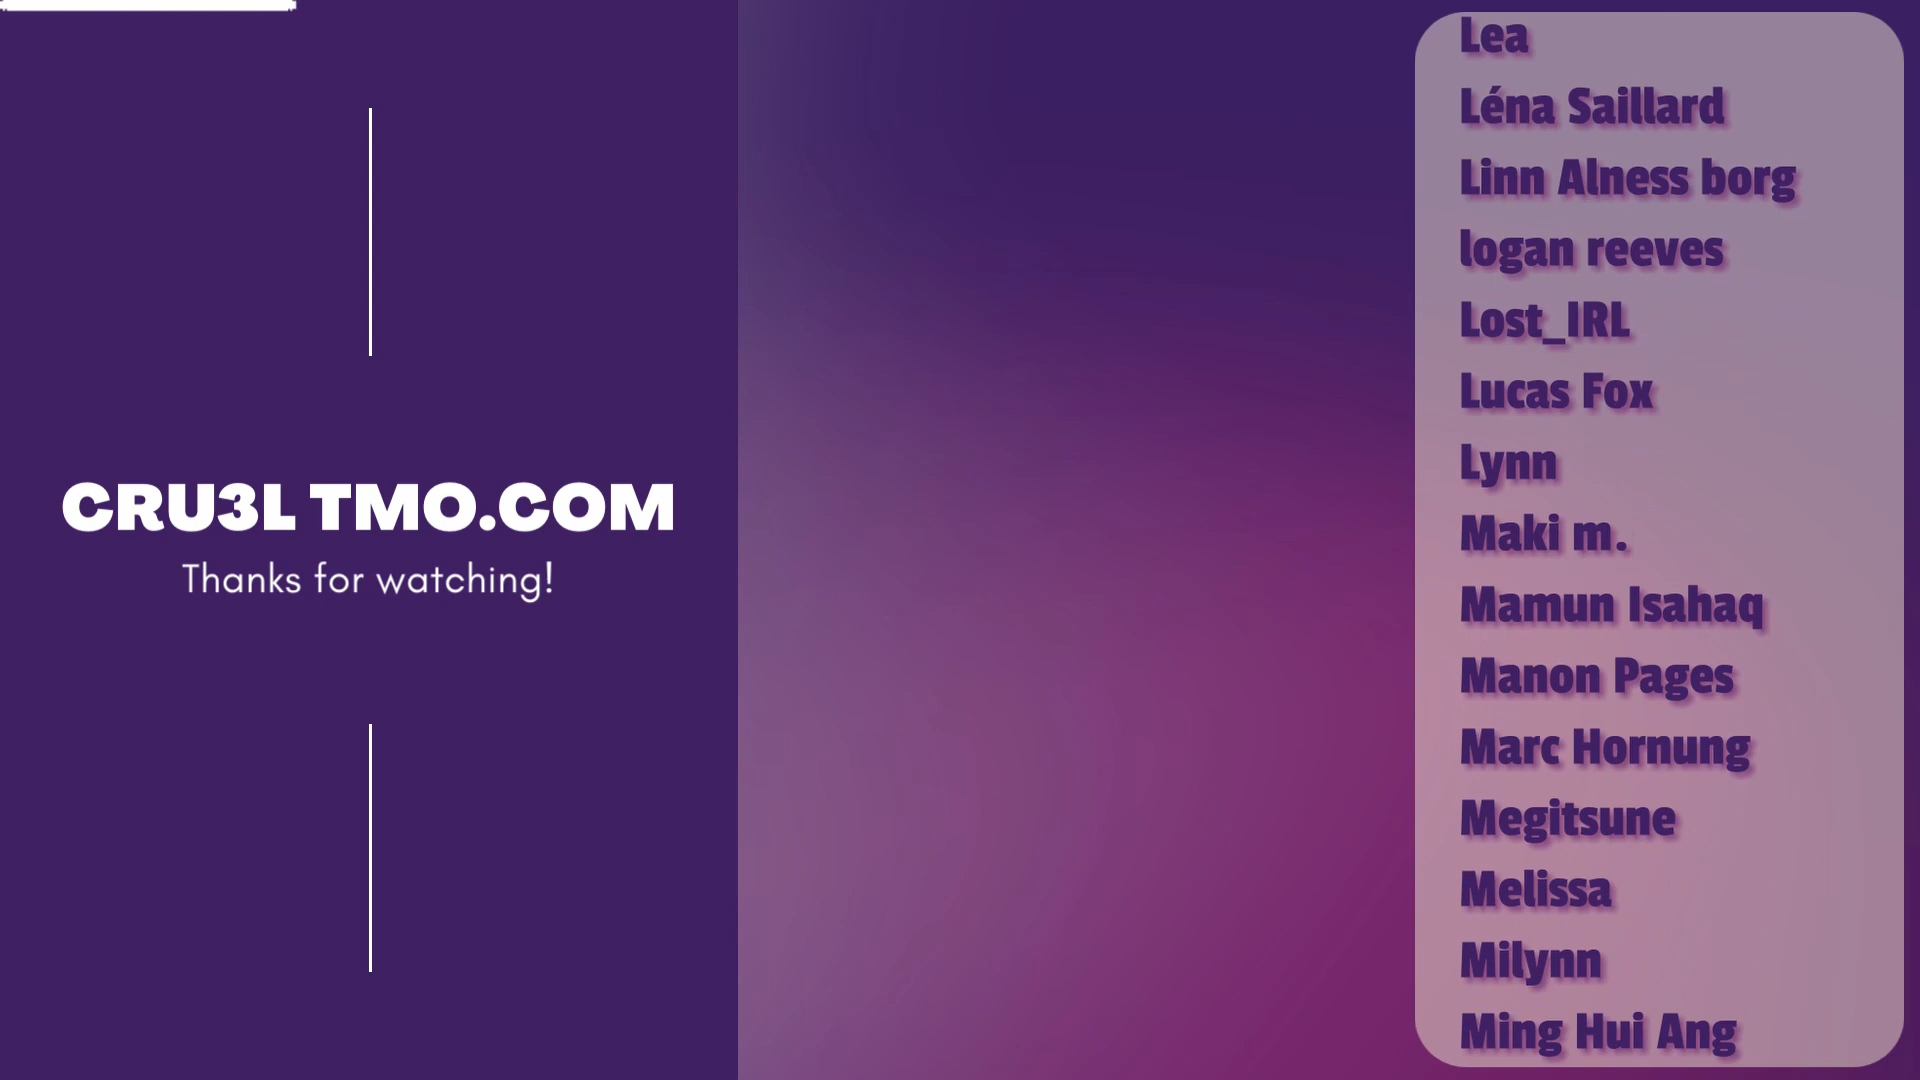 CRU3L TMO.COM
Thanks for watching!
Lea
Léna Saillard
Linn Alness borg
logan reeves
Lost_IRL
Lucas Fox
Lynn
Maki m.
Mamun Isahaq
Manon Pages
Marc Hornung
Megitsune
Melissa
Milynn
Ming Hui Ang